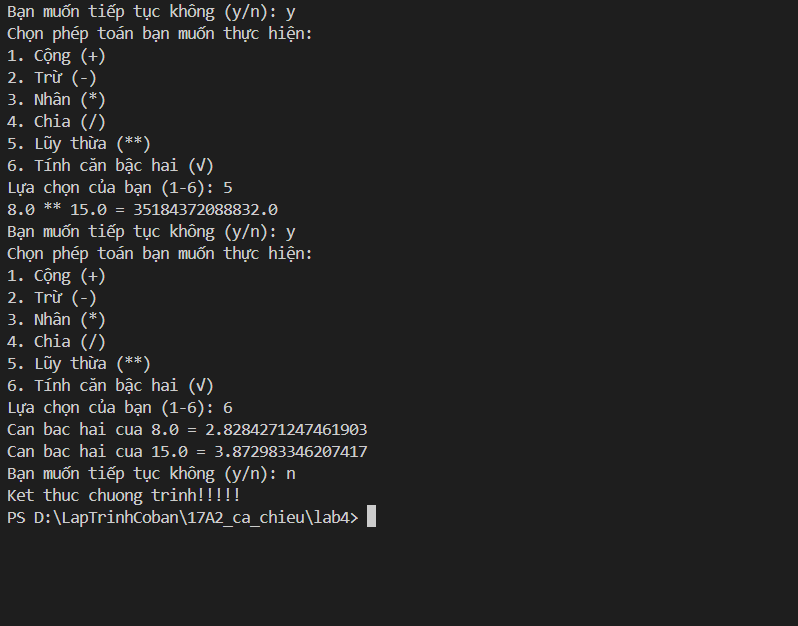 Bạn muốn tiếp tục không (y/n): y
Chọn phép toán bạn muốn thực hiện:
1. Cộng (+)
2. Trừ (-)
3. Nhân (*)
4. Chia (/)
5. Lũy thừa (**)
6. Tính căn bậc hai (√)
Lựa chọn của bạn (1-6): 5
8.0 ** 15.0 = 35184372088832.0
Bạn muốn tiếp tục không (y/n): y
Chọn phép toán bạn muốn thực hiện:
1. Cộng (+)
2. Trừ (-)
3. Nhân (*)
4. Chia (/)
5. Lũy thừa (**)
6. Tính căn bậc hai (√)
Lựa chọn của bạn (1-6): 6
Can bac hai cua 8.0 = 2.8284271247461903
Can bac hai cua 15.0 = 3.872983346207417
Bạn muốn tiếp tục không (y/n): n
Ket thuc chuong trinh!!!!!
PS D:\LapTrinhCoban\17A2_ca_chieu\lab4>